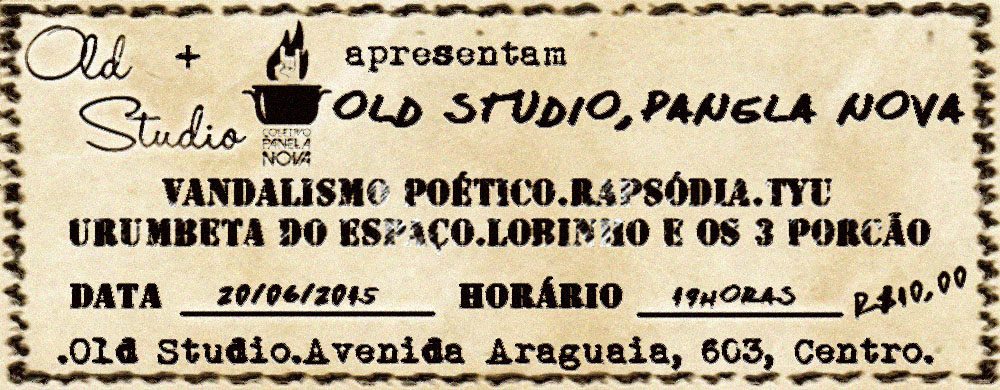 Old + apresentam
Studio
COLETIVO
PANELA
NOVA
OLD STUDIO, PANELA NOVA
VANDALISMO POÉTICO.RAPSÓDIA.TYU
URUMBETA DO ESPAÇO.LOBINHO E OS 3 PORCÃO
DATA 20/06/2015 HORÁRIO 19HORAS R$10,00
.Old Studio.Avenida Araguaia, 603, Centro.